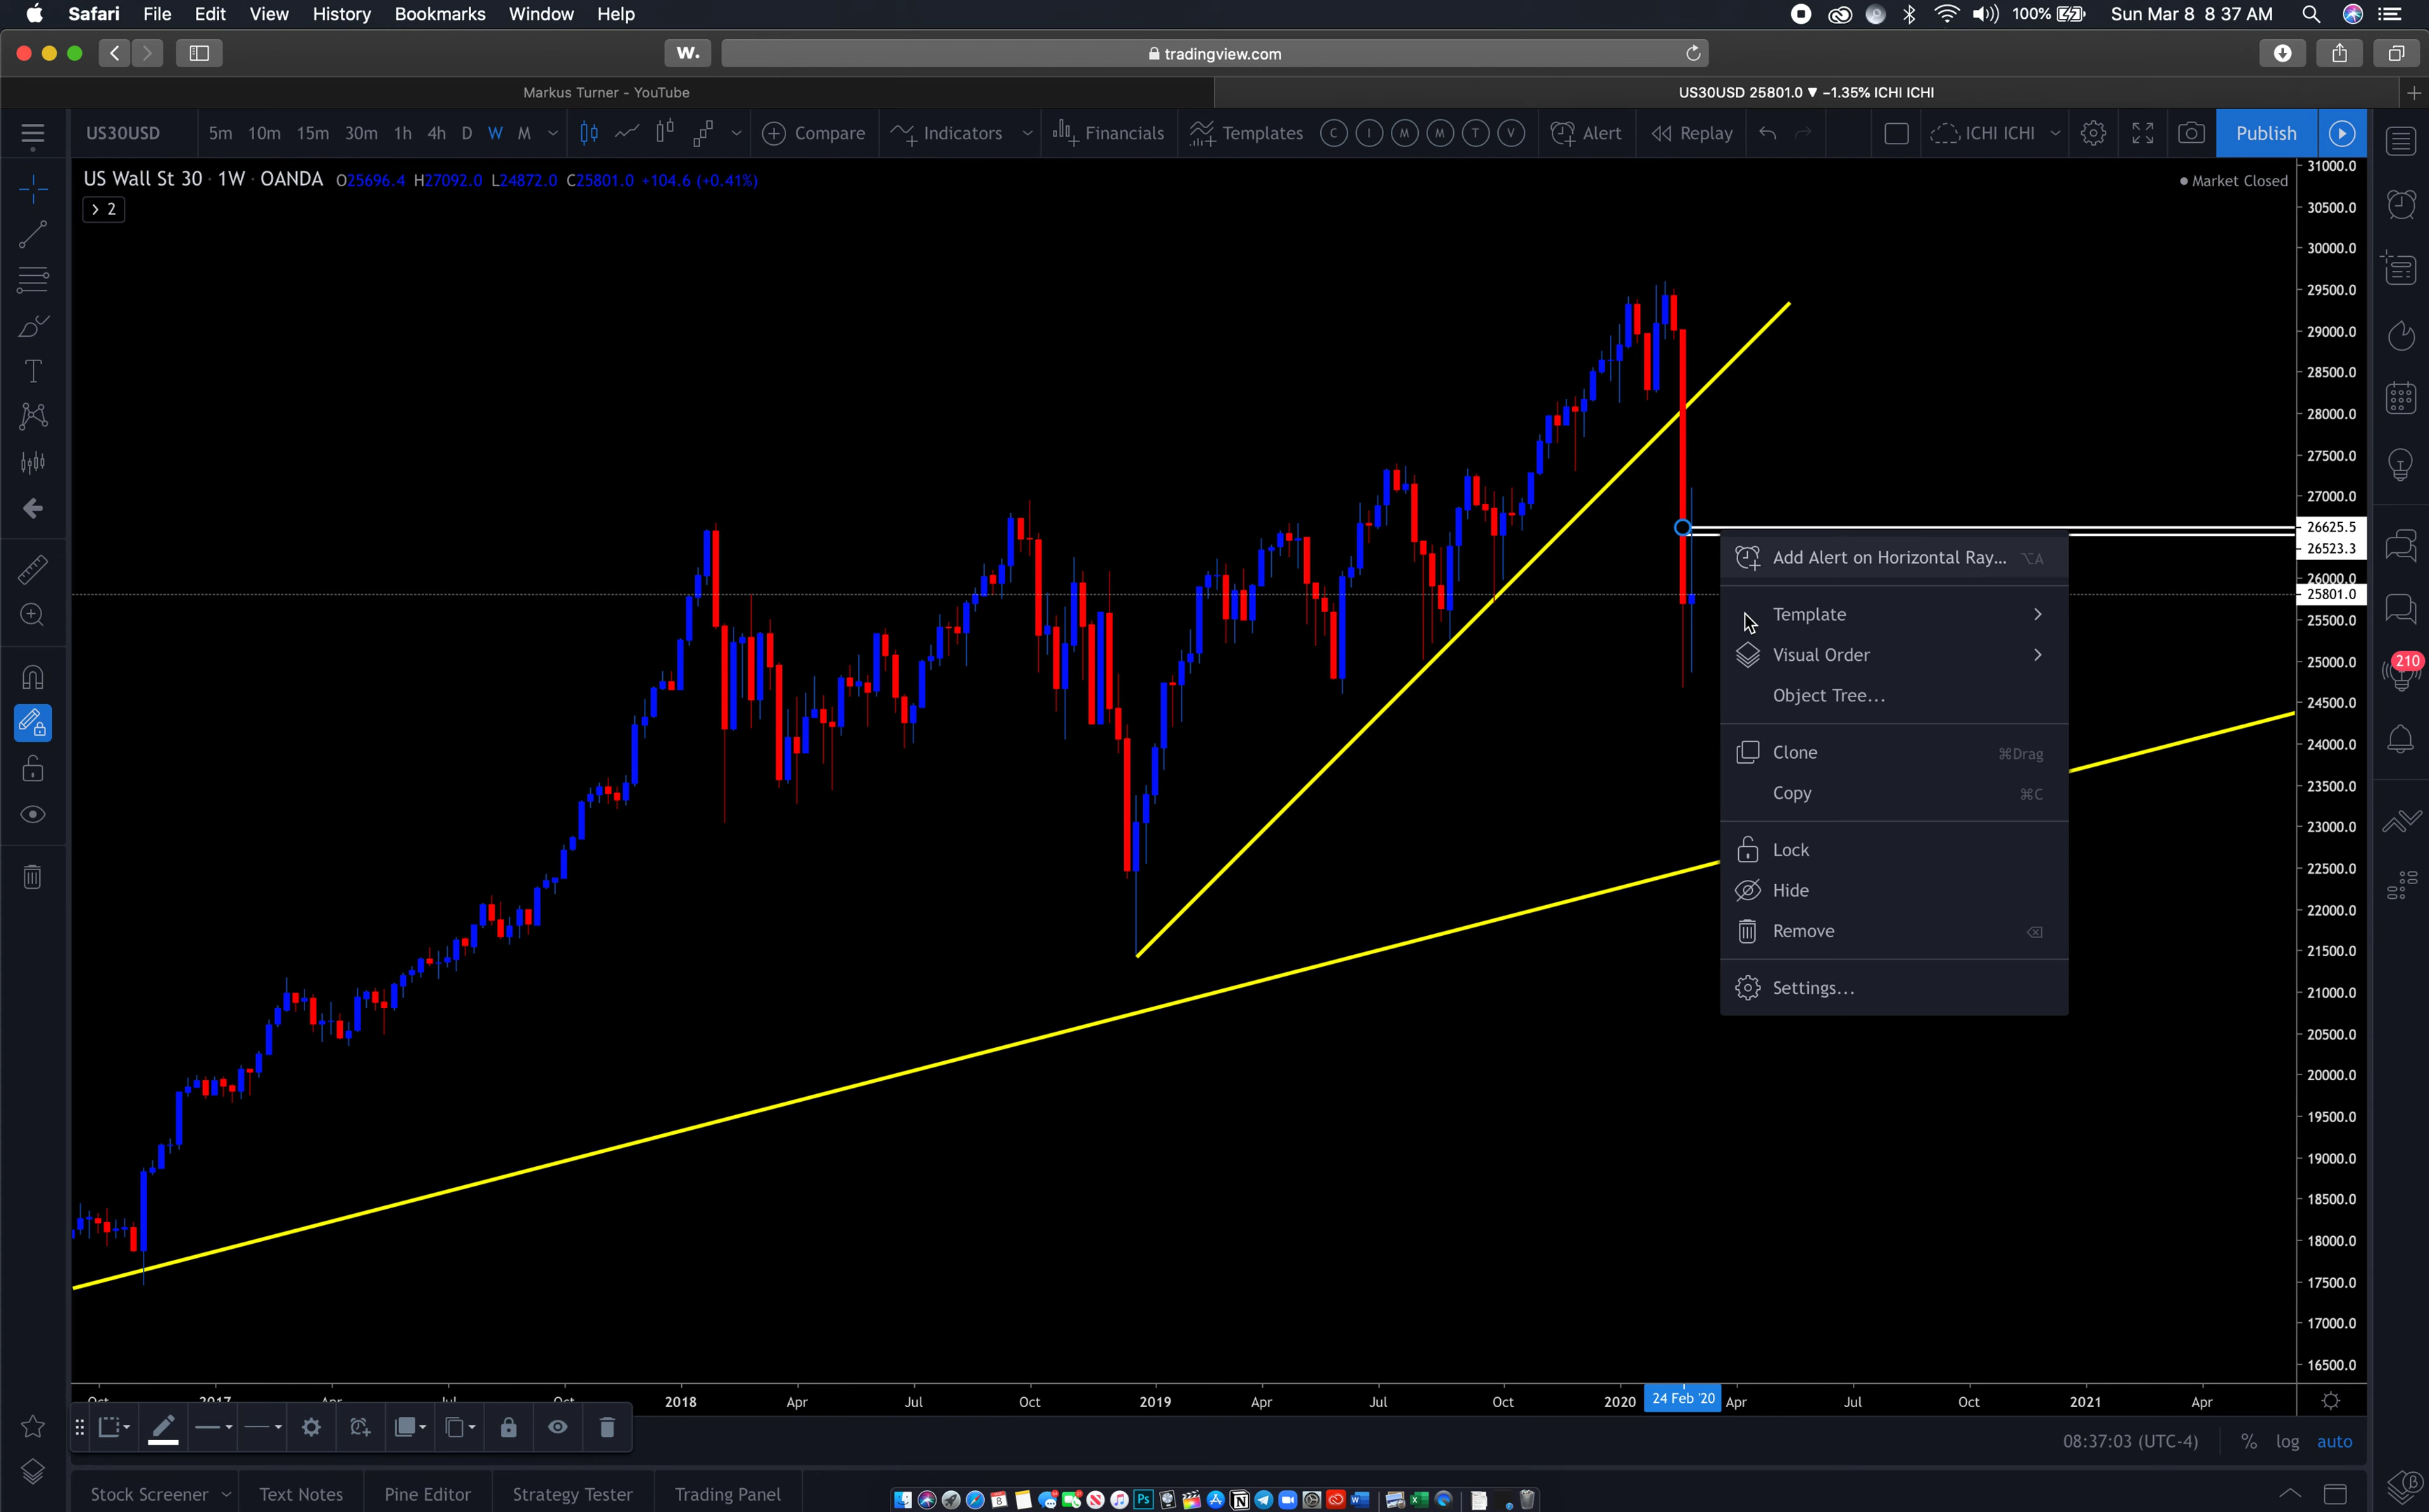 Safari File Edit View History Bookmarks Window Help 100% Sun Mar 8 8 37 AM
W. tradingview.com
Markus Turner - YouTube
US30USD 25801.0 ▼ −1.35% ICHI ICHI
US30USD 5m 10m 15m 30m 1h 4h D W M Compare Indicators Financials Templates C I M M T V Alert Replay ICHI ICHI Publish
US Wall St 30 · 1W · OANDA O25696.4 H27092.0 L24872.0 C25801.0 +104.6 (+0.41%)
Market Closed
> 2
31000.0
30500.0
30000.0
29500.0
29000.0
28500.0
28000.0
27500.0
27000.0
26625.5
26523.3
26000.0
25801.0
25500.0
25000.0
24500.0
24000.0
23500.0
23000.0
22500.0
22000.0
21500.0
21000.0
20500.0
20000.0
19500.0
19000.0
18500.0
18000.0
17500.0
17000.0
16500.0
Add Alert on Horizontal Ray... ⌥A
Template
Visual Order
Object Tree...
Clone ⌘Drag
Copy ⌘C
Lock
Hide
Remove
Settings...
210
Oct 2017 Apr Jul Oct 2018 Apr Jul Oct 2019 Apr Jul Oct 2020 24 Feb '20 Apr Jul Oct 2021 Apr
08:37:03 (UTC-4) % log auto
Stock Screener Text Notes Pine Editor Strategy Tester Trading Panel